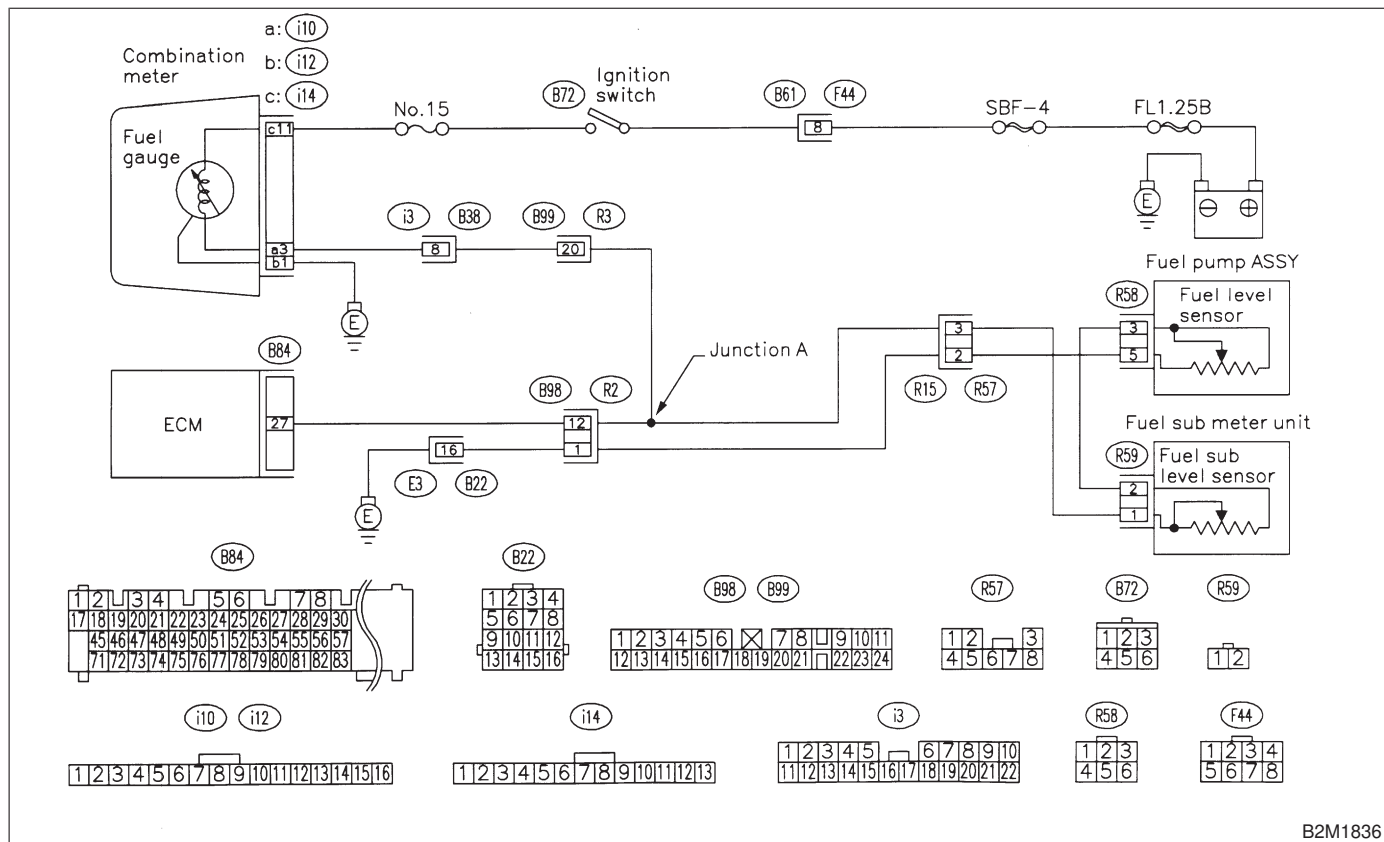 a: i10
b: i12
c: i14
Combination
meter
Fuel
gauge
c11
No.15
B72
Ignition
switch
B61
F44
8
SBF-4
FL1.25B
E
⊖
⊕
a3
b1
i3
B38
8
B99
R3
20
E
Fuel pump ASSY
R58
Fuel level
sensor
3
5
Junction A
3
2
R15
R57
B84
ECM
27
B98
R2
12
1
16
E3
B22
E
Fuel sub meter unit
R59
Fuel sub
level sensor
2
1
B84
1 2 3 4 5 6 7 8
17 18 19 20 21 22 23 24 25 26 27 28 29 30
45 46 47 48 49 50 51 52 53 54 55 56 57
71 72 73 74 75 76 77 78 79 80 81 82 83
B22
1 2 3 4
5 6 7 8
9 10 11 12
13 14 15 16
B98 B99
1 2 3 4 5 6 7 8 9 10 11
12 13 14 15 16 17 18 19 20 21 22 23 24
R57
1 2 3
4 5 6 7 8
B72
1 2 3
4 5 6
R59
1 2
i10 i12
1 2 3 4 5 6 7 8 9 10 11 12 13 14 15 16
i14
1 2 3 4 5 6 7 8 9 10 11 12 13
i3
1 2 3 4 5 6 7 8 9 10
11 12 13 14 15 16 17 18 19 20 21 22
R58
1 2 3
4 5 6
F44
1 2 3 4
5 6 7 8
B2M1836